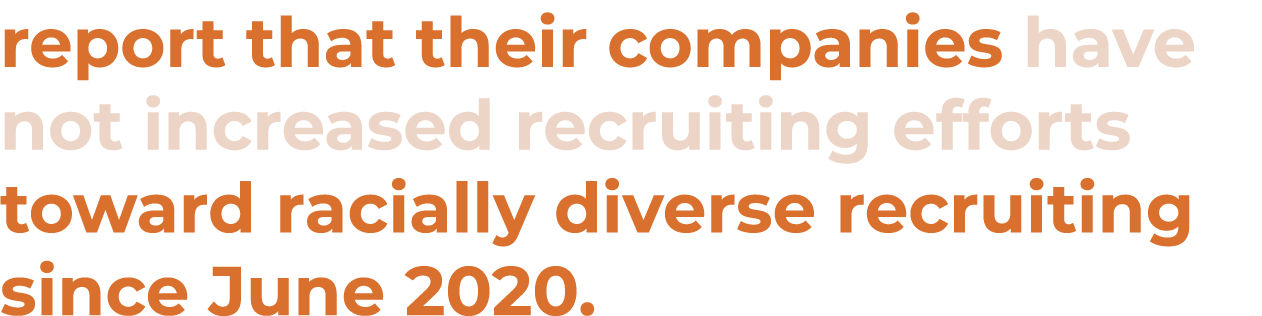 report that their companies have
not increased recruiting efforts
toward racially diverse recruiting
since June 2020.